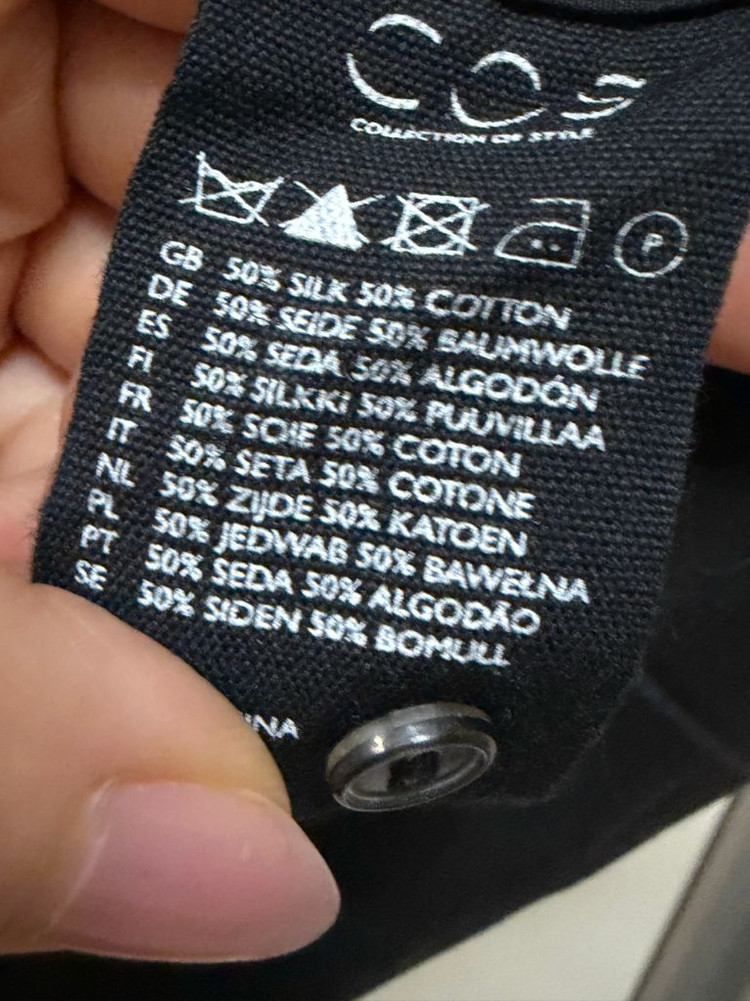 COS
COLLECTION OF STYLE
P
GB 50% SILK 50% COTTON
DE 50% SEIDE 50% BAUMWOLLE
ES 50% SEDA 50% ALGODÓN
FI 50% SILKKI 50% PUUVILLAA
FR 50% SOIE 50% COTON
IT 50% SETA 50% COTONE
NL 50% ZIJDE 50% KATOEN
PL 50% JEDWAB 50% BAWEŁNA
PT 50% SEDA 50% ALGODÃO
SE 50% SIDEN 50% BOMULL